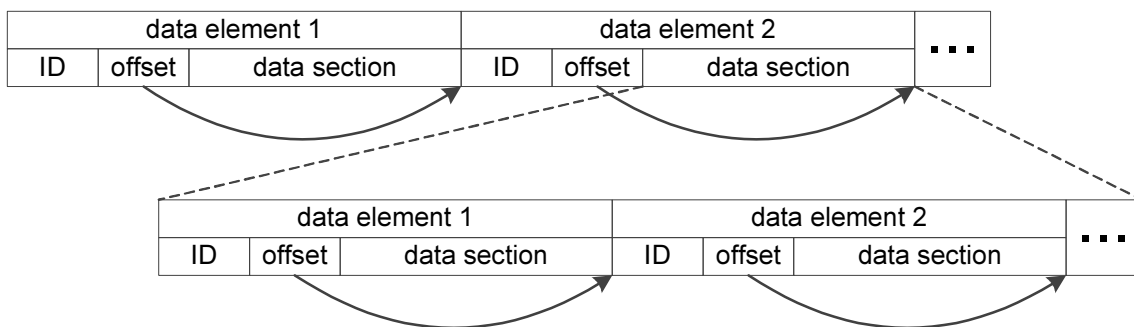 data element 1 data element 2 ...
ID offset data section ID offset data section
data element 1 data element 2 ...
ID offset data section ID offset data section